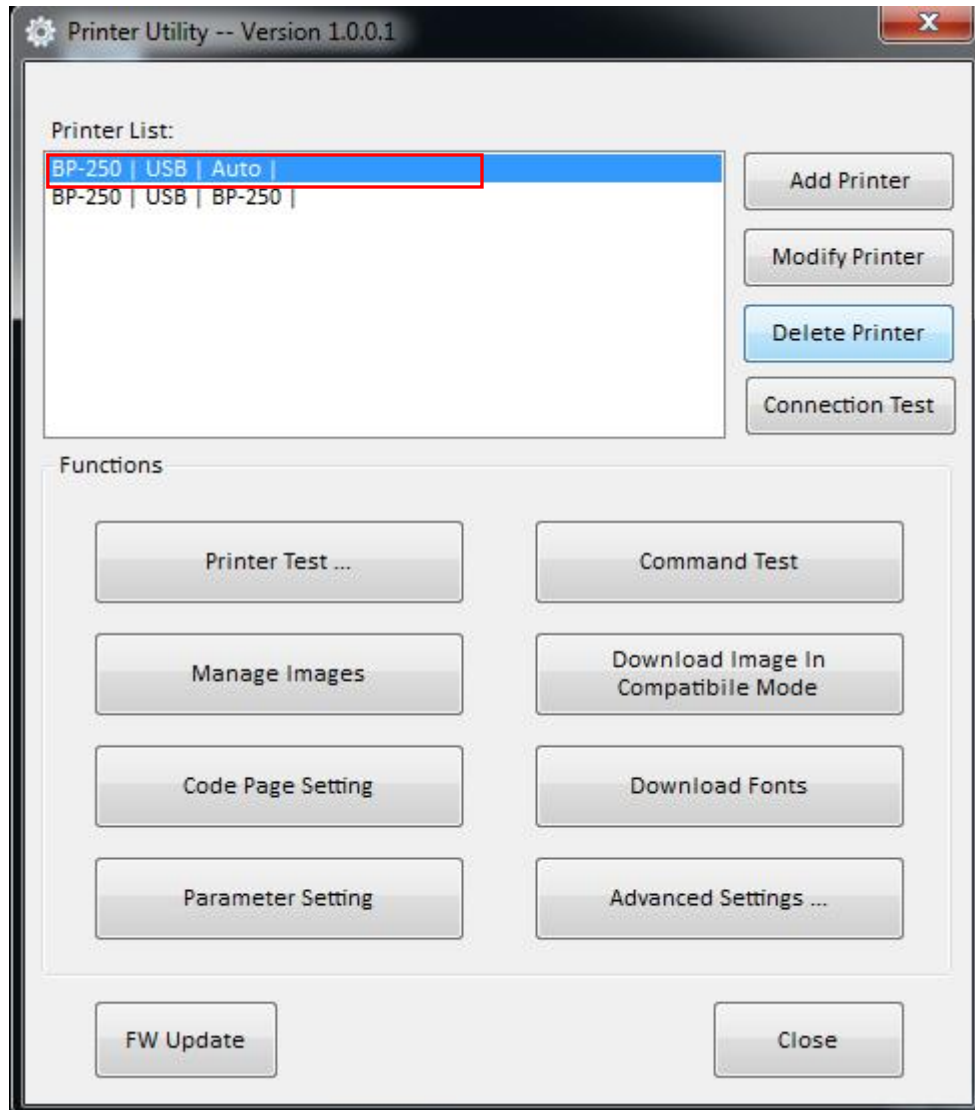 Printer Utility -- Version 1.0.0.1
Printer List:
BP-250 | USB | Auto |
BP-250 | USB | BP-250 |
Add Printer
Modify Printer
Delete Printer
Connection Test
Functions
Printer Test ...
Command Test
Manage Images
Download Image In
Compatibile Mode
Code Page Setting
Download Fonts
Parameter Setting
Advanced Settings ...
FW Update
Close